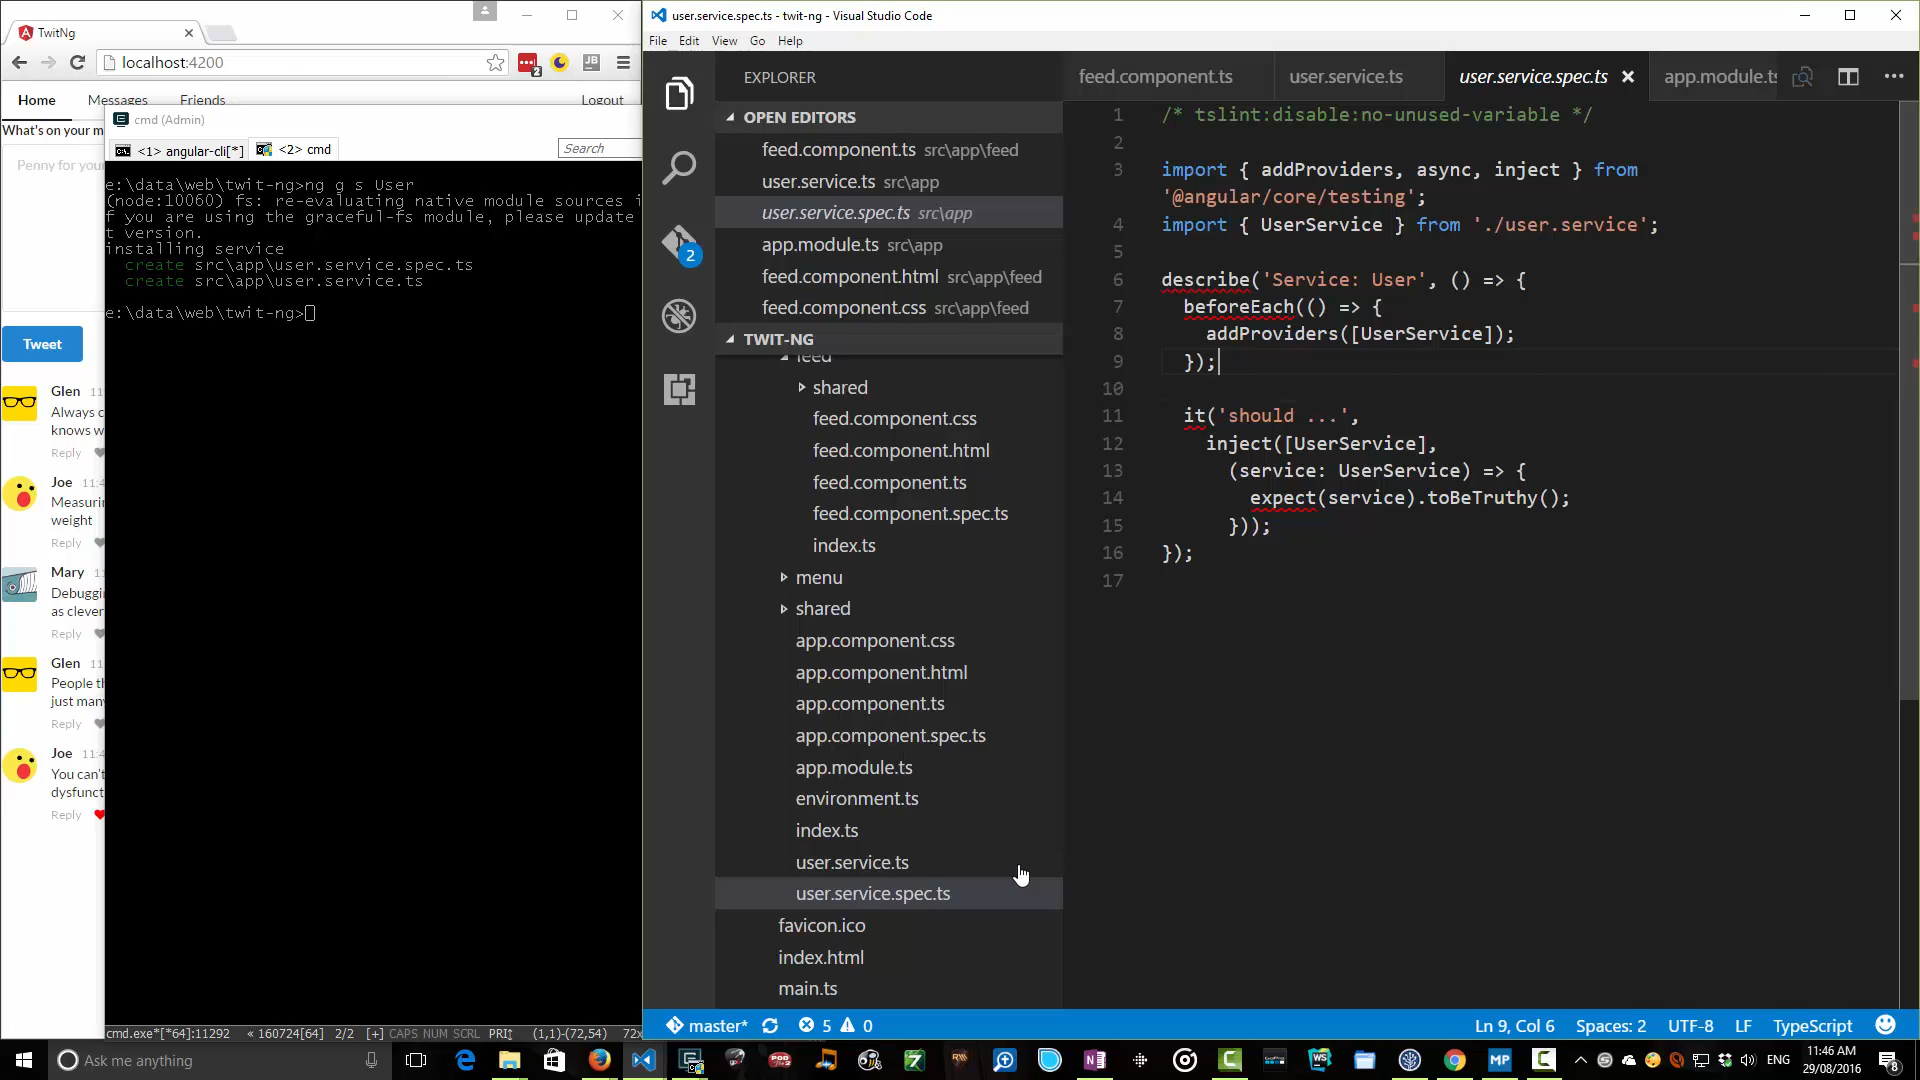 TwitNg
localhost:4200
Home Messages Friends Logout
What's on your m
Penny for your
Tweet
Glen 11
Always c
knows w
Reply
Joe 11:4
Measurin
weight
Reply
Mary 11
Debuggin
as clever
Reply
Glen 11
People th
just many
Reply
Joe 11:4
You can't
dysfunct
Reply
cmd (Admin)
<1> angular-cli[*] <2> cmd Search
e:\data\web\twit-ng>ng g s User
(node:10060) fs: re-evaluating native module sources i
f you are using the graceful-fs module, please update
t version.
installing service
create src\app\user.service.spec.ts
create src\app\user.service.ts
e:\data\web\twit-ng>
cmd.exe*[*64]:11292 « 160724[64] 2/2 [+] CAPS NUM SCRL PRI (1,1)-(72,54) 72x
user.service.spec.ts - twit-ng - Visual Studio Code
File Edit View Go Help
2
EXPLORER
OPEN EDITORS
feed.component.ts src\app\feed
user.service.ts src\app
user.service.spec.ts src\app
app.module.ts src\app
feed.component.html src\app\feed
feed.component.css src\app\feed
TWIT-NG
feed
shared
feed.component.css
feed.component.html
feed.component.ts
feed.component.spec.ts
index.ts
menu
shared
app.component.css
app.component.html
app.component.ts
app.component.spec.ts
app.module.ts
environment.ts
index.ts
user.service.ts
user.service.spec.ts
favicon.ico
index.html
main.ts
feed.component.ts user.service.ts user.service.spec.ts app.module.ts
1 /* tslint:disable:no-unused-variable */
2
3 import { addProviders, async, inject } from
'@angular/core/testing';
4 import { UserService } from './user.service';
5
6 describe('Service: User', () => {
7 beforeEach(() => {
8 addProviders([UserService]);
9 });
10
11 it('should ...',
12 inject([UserService],
13 (service: UserService) => {
14 expect(service).toBeTruthy();
15 }));
16 });
17
master* 5 0 Ln 9, Col 6 Spaces: 2 UTF-8 LF TypeScript
Ask me anything
ENG
11:46 AM
29/08/2016
8